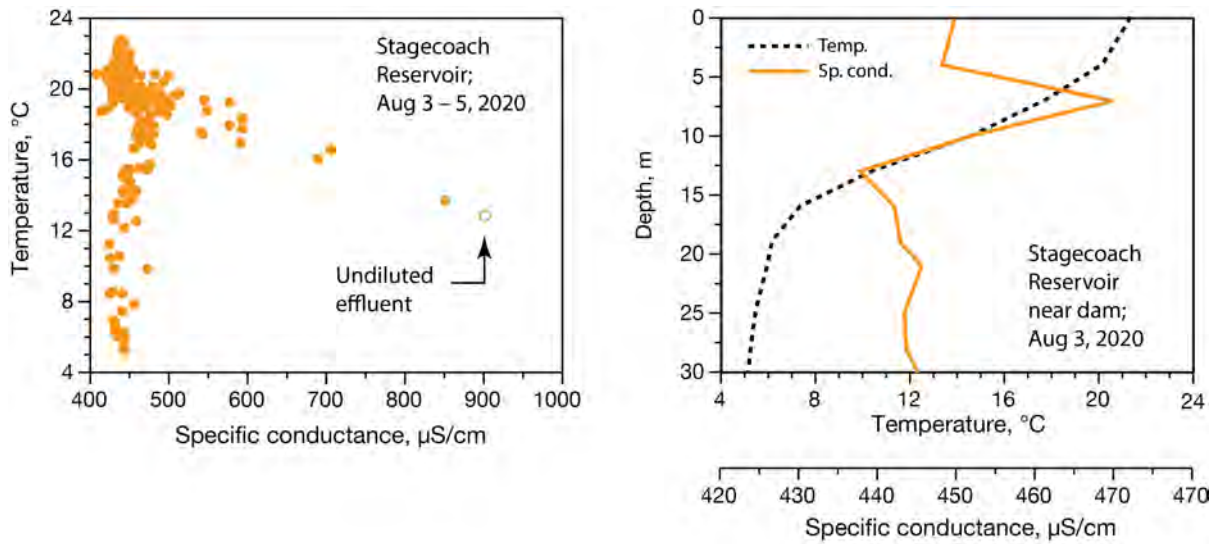 24
20
16
12
8
4
Temperature, °C
Stagecoach
Reservoir;
Aug 3 – 5, 2020
Undiluted
effluent
400 500 600 700 800 900 1000
Specific conductance, µS/cm
0
5
10
15
20
25
30
Depth, m
Temp.
Sp. cond.
Stagecoach
Reservoir
near dam;
Aug 3, 2020
4 8 12 16 20 24
Temperature, °C
420 430 440 450 460 470 470
Specific conductance, µS/cm